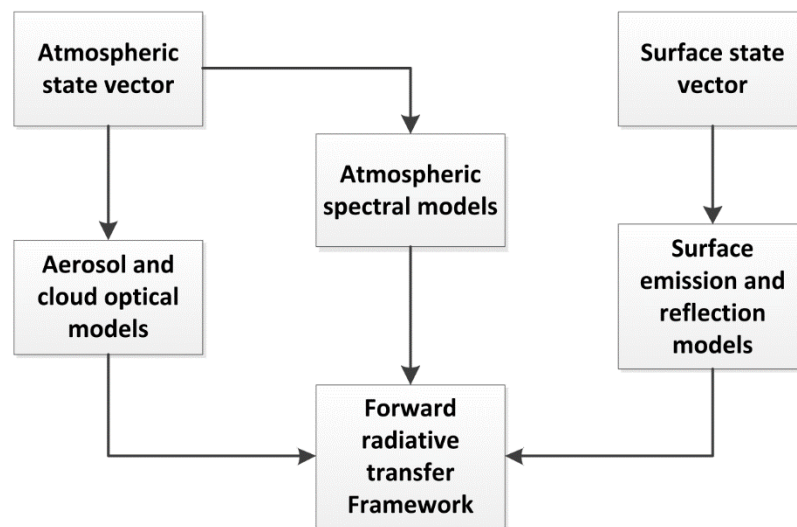 Atmospheric
state vector
Surface state
vector
Atmospheric
spectral models
Aerosol and
cloud optical
models
Surface
emission and
reflection
models
Forward
radiative
transfer
Framework